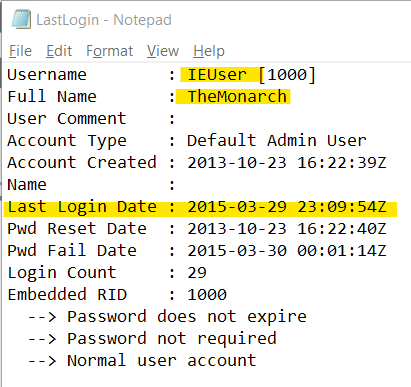 LastLogin - Notepad
File Edit Format View Help
Username : IEUser [1000]
Full Name : TheMonarch
User Comment :
Account Type : Default Admin User
Account Created : 2013-10-23 16:22:39Z
Name :
Last Login Date : 2015-03-29 23:09:54Z
Pwd Reset Date : 2013-10-23 16:22:40Z
Pwd Fail Date : 2015-03-30 00:01:14Z
Login Count : 29
Embedded RID : 1000
--> Password does not expire
--> Password not required
--> Normal user account